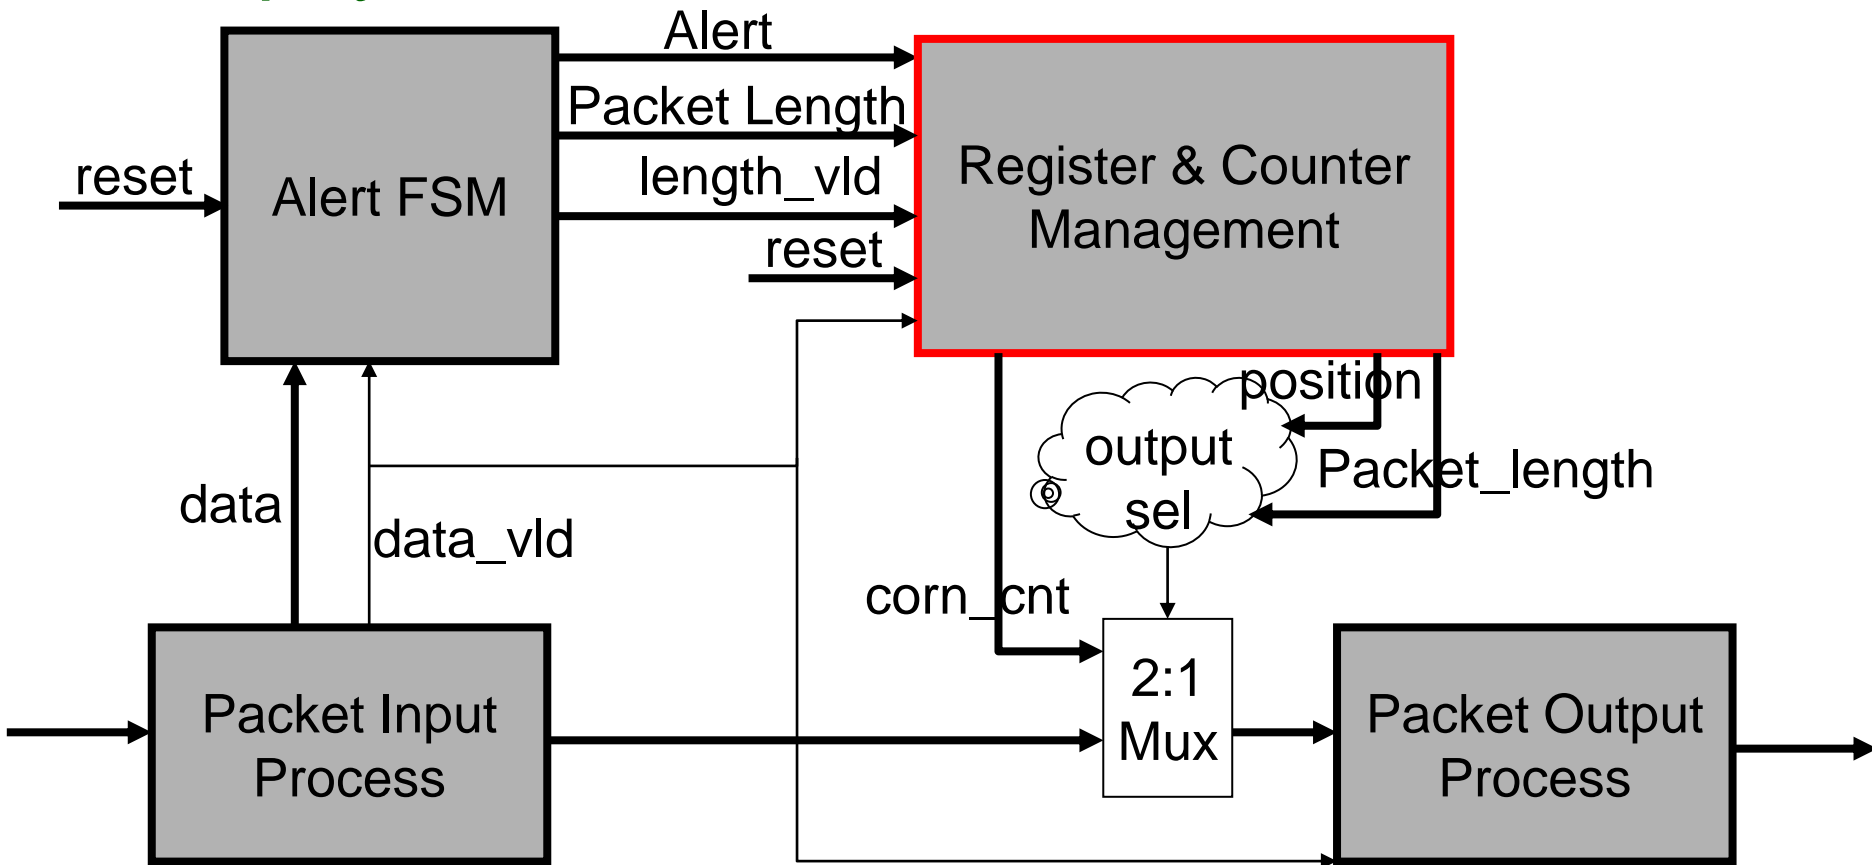 Alert
Packet Length
length_vld
reset
reset
Alert FSM
Register & Counter
Management
position
output
sel
Packet_length
data
data_vld
corn_cnt
2:1
Mux
Packet Input
Process
Packet Output
Process